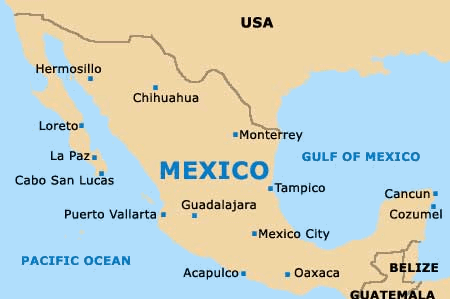 USA
Hermosillo
Chihuahua
Loreto
Monterrey
La Paz
GULF OF MEXICO
MEXICO
Cabo San Lucas
Tampico
Cancun
Puerto Vallarta
Guadalajara
Cozumel
Mexico City
PACIFIC OCEAN
BELIZE
Acapulco
Oaxaca
GUATEMALA